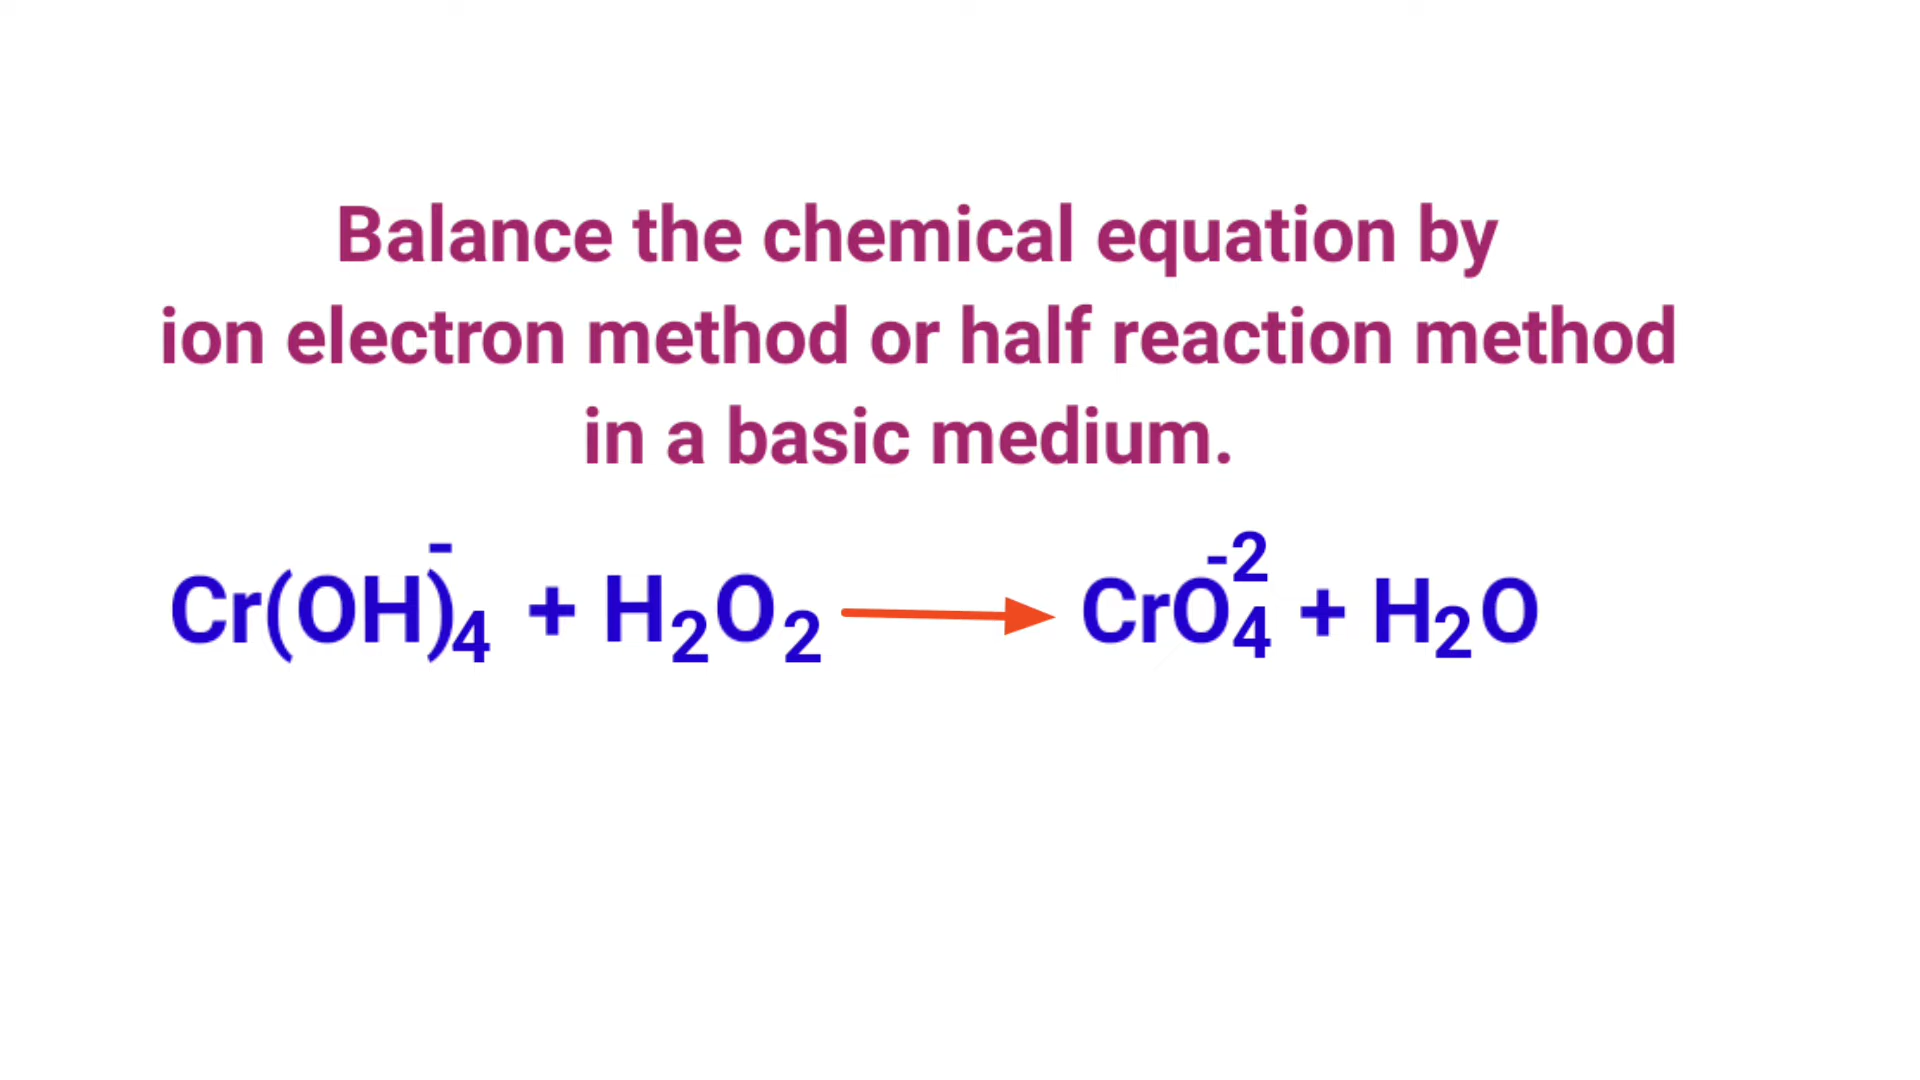 Balance the chemical equation by
ion electron method or half reaction method
in a basic medium.
Cr(OH)₄⁻ + H₂O₂ → CrO₄⁻² + H₂O